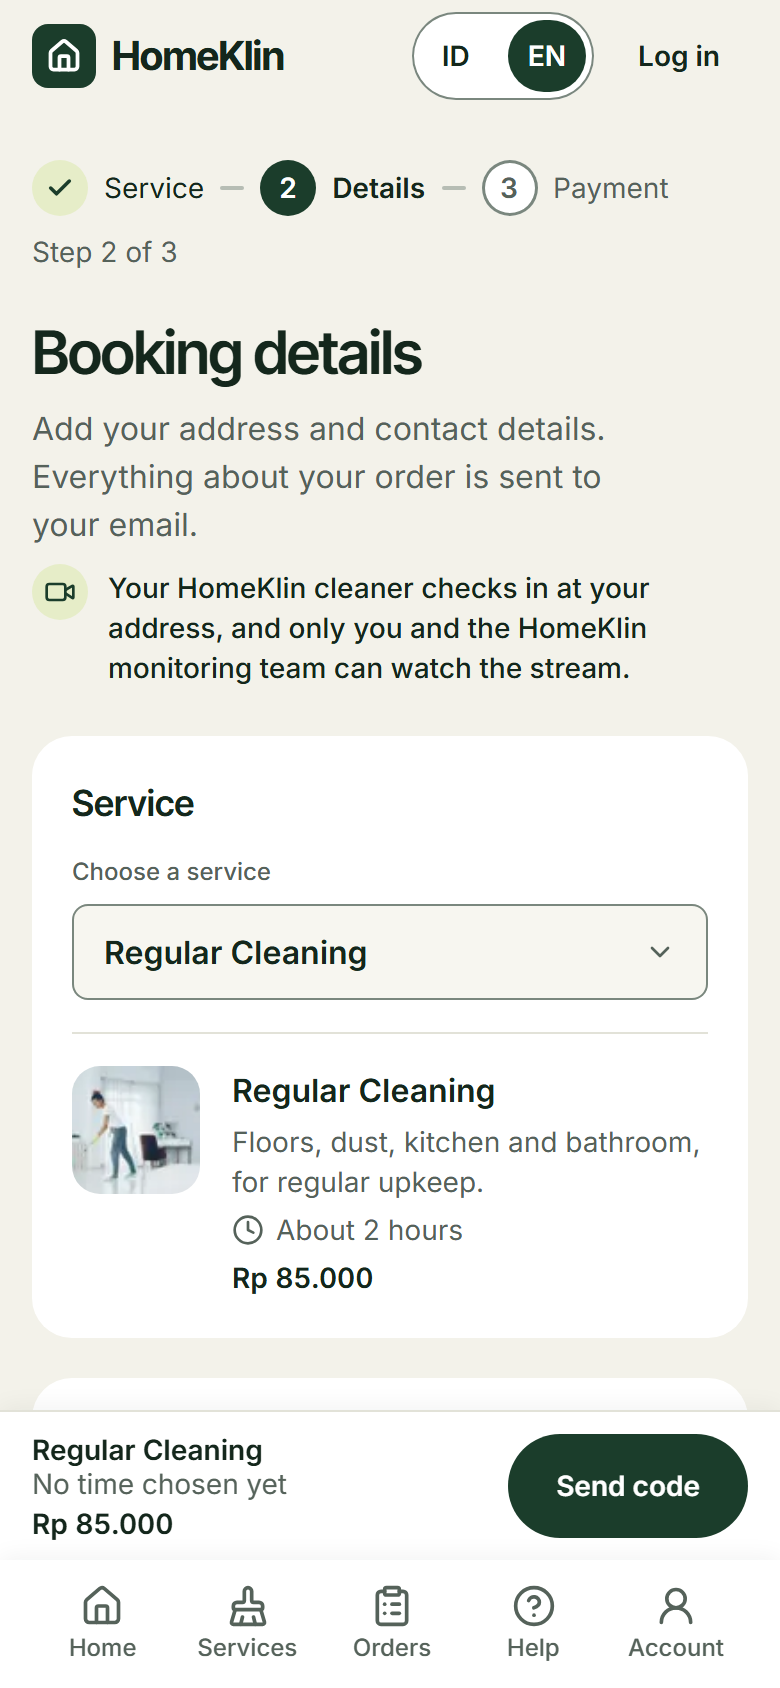 HomeKlin
ID
EN
Log in
Service
2
Details
3
Payment
Step 2 of 3
Booking details
Add your address and contact details.
Everything about your order is sent to
your email.
Your HomeKlin cleaner checks in at your
address, and only you and the HomeKlin
monitoring team can watch the stream.
Service
Choose a service
Regular Cleaning
Regular Cleaning
Floors, dust, kitchen and bathroom,
for regular upkeep.
About 2 hours
Rp 85.000
Regular Cleaning
No time chosen yet
Rp 85.000
Send code
Home
Services
Orders
Help
Account